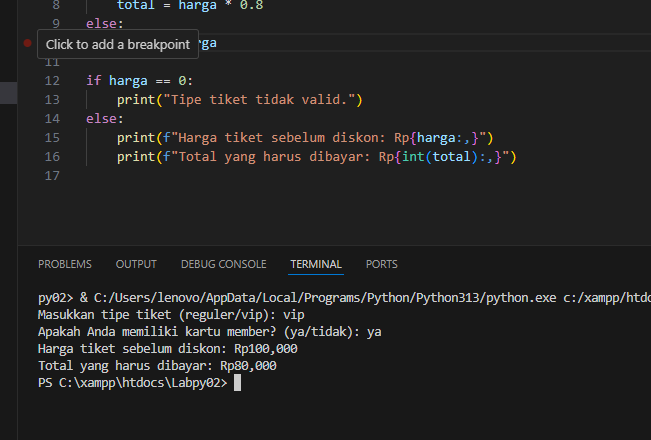 8 total = harga * 0.8
9 else:
Click to add a breakpoint rga
11
12 if harga == 0:
13 print("Tipe tiket tidak valid.")
14 else:
15 print(f"Harga tiket sebelum diskon: Rp{harga:,}")
16 print(f"Total yang harus dibayar: Rp{int(total):,}")
17
PROBLEMS OUTPUT DEBUG CONSOLE TERMINAL PORTS
py02> & C:/Users/lenovo/AppData/Local/Programs/Python/Python313/python.exe c:/xampp/htdo
Masukkan tipe tiket (reguler/vip): vip
Apakah Anda memiliki kartu member? (ya/tidak): ya
Harga tiket sebelum diskon: Rp100,000
Total yang harus dibayar: Rp80,000
PS C:\xampp\htdocs\Labpy02>